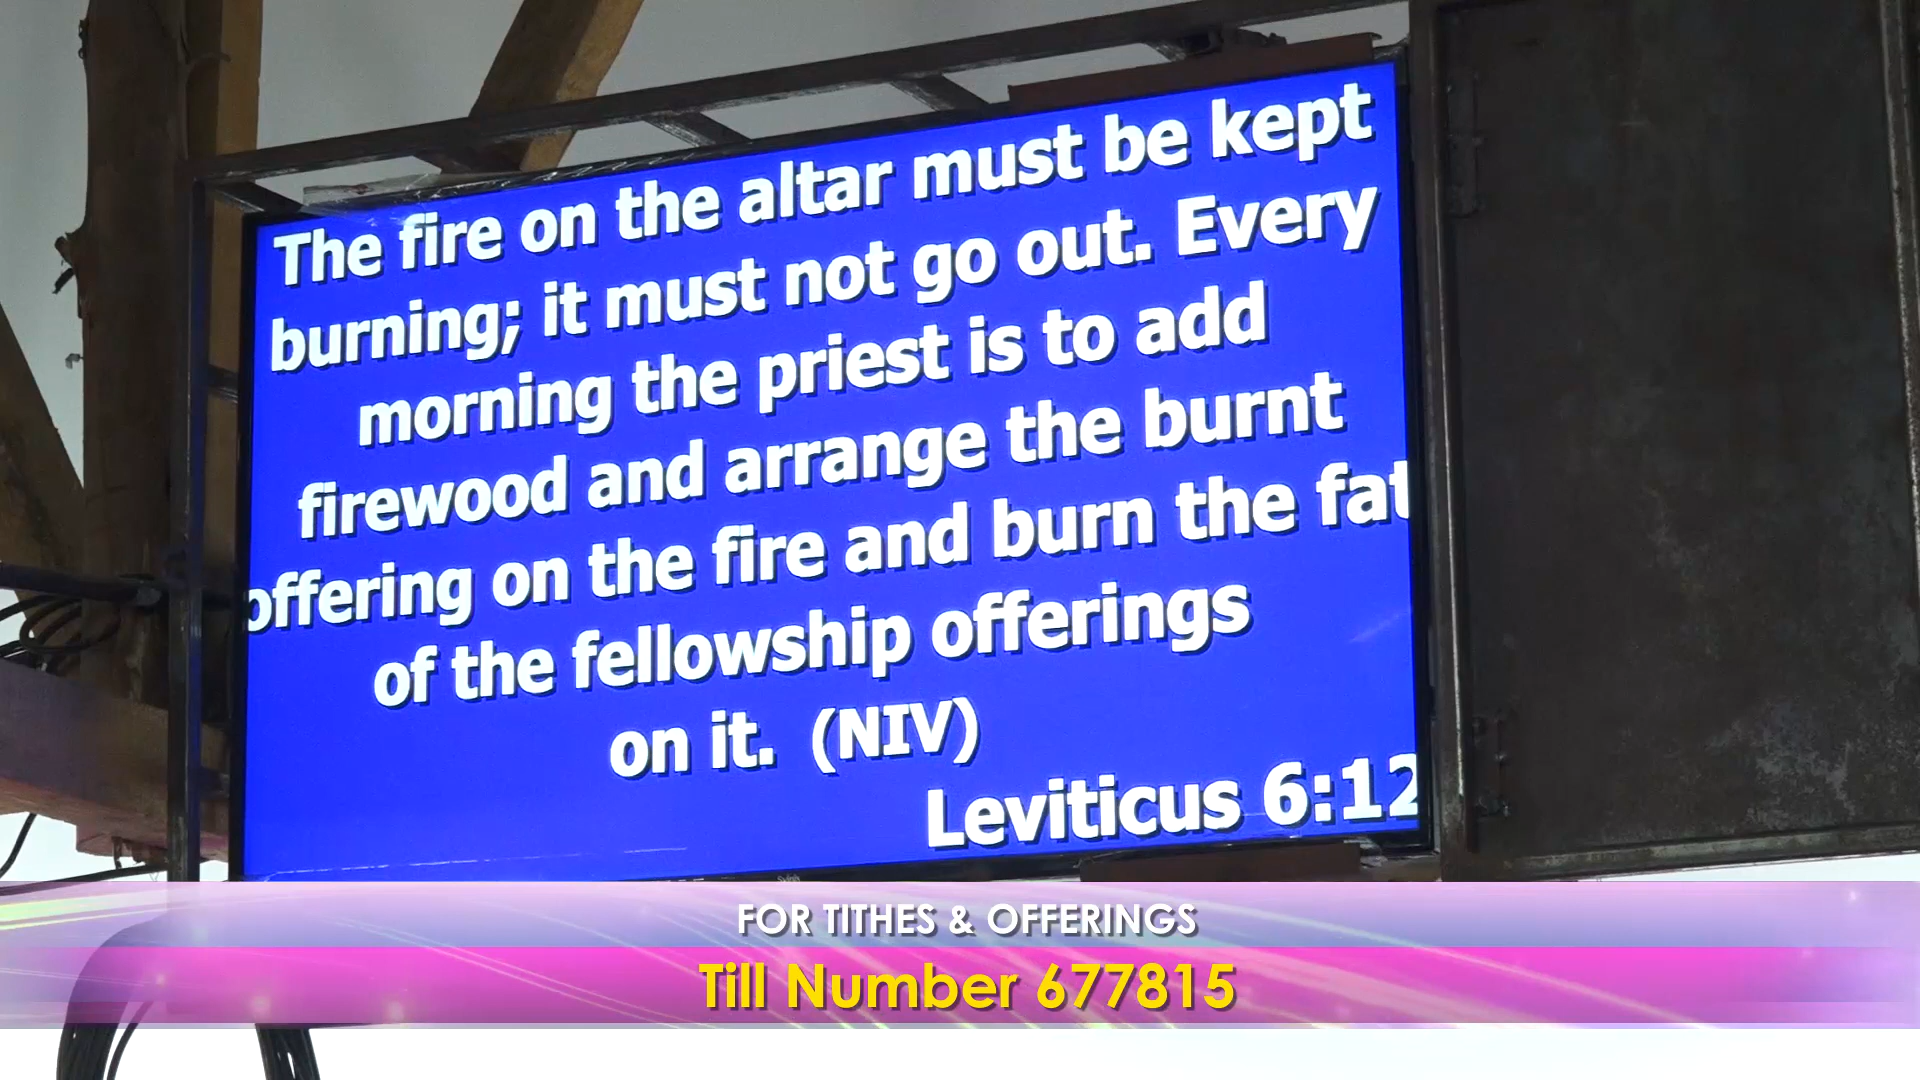 The fire on the altar must be kept
burning; it must not go out. Every
morning the priest is to add
firewood and arrange the burnt
offering on the fire and burn the fat
of the fellowship offerings
on it. (NIV)
Leviticus 6:12
FOR TITHES & OFFERINGS
Till Number 677815